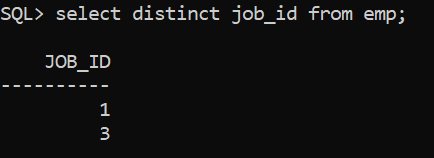 SQL> select distinct job_id from emp;
JOB_ID
----------
1
3